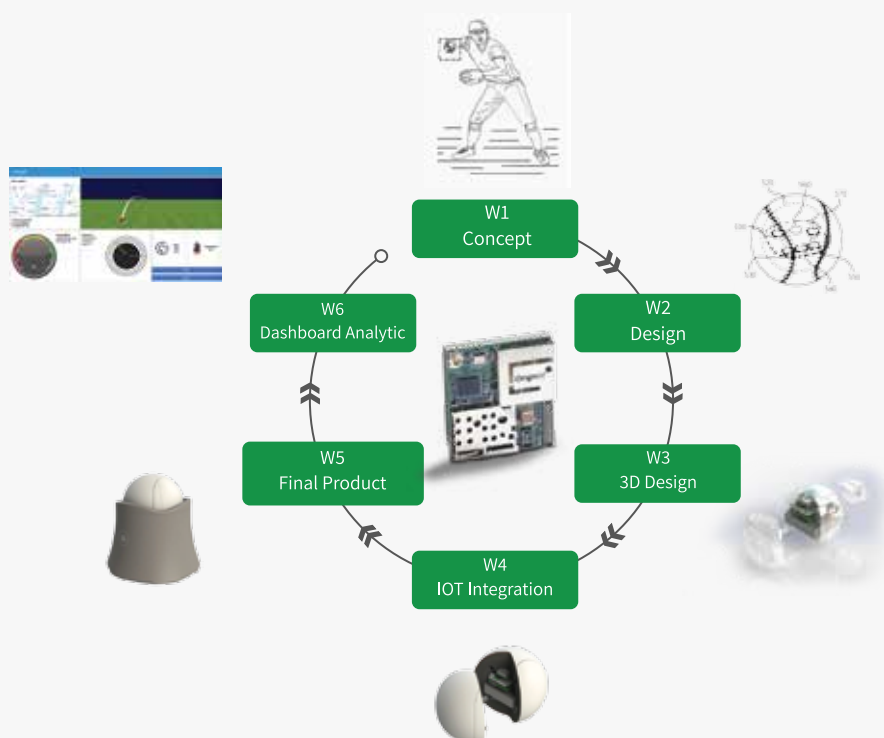 W1
Concept
W2
Design
W3
3D Design
W4
IOT Integration
W5
Final Product
W6
Dashboard Analytic